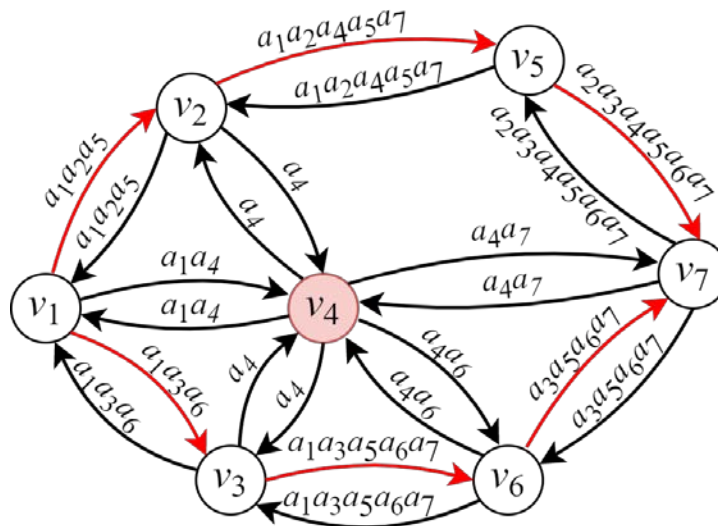 a₁a₂a₄a₅a₇
v₅
a₁a₂a₄a₅a₇
v₂
a₂a₃a₄a₅a₆a₇
a₂a₃a₄a₅a₆a₇
a₁a₂a₅
a₁a₂a₅
a₄
a₄
a₁a₄
a₄a₇
v₁
v₄
v₇
a₁a₄
a₄a₇
a₁a₃a₆
a₁a₃a₆
a₄
a₄
a₄a₆
a₄a₆
a₃a₅a₆a₇
a₃a₅a₆a₇
v₃
a₁a₃a₅a₆a₇
v₆
a₁a₃a₅a₆a₇